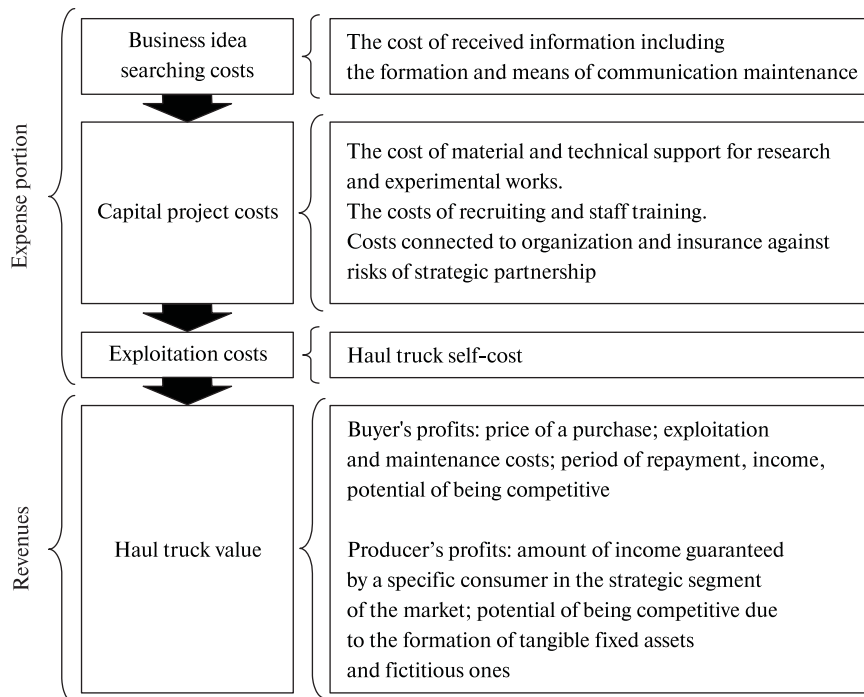 Expense portion
Business idea
searching costs
The cost of received information including
the formation and means of communication maintenance
Capital project costs
The cost of material and technical support for research
and experimental works.
The costs of recruiting and staff training.
Costs connected to organization and insurance against
risks of strategic partnership
Exploitation costs
Haul truck self-cost
Revenues
Haul truck value
Buyer's profits: price of a purchase; exploitation
and maintenance costs; period of repayment, income,
potential of being competitive
Producer’s profits: amount of income guaranteed
by a specific consumer in the strategic segment
of the market; potential of being competitive due
to the formation of tangible fixed assets
and fictitious ones